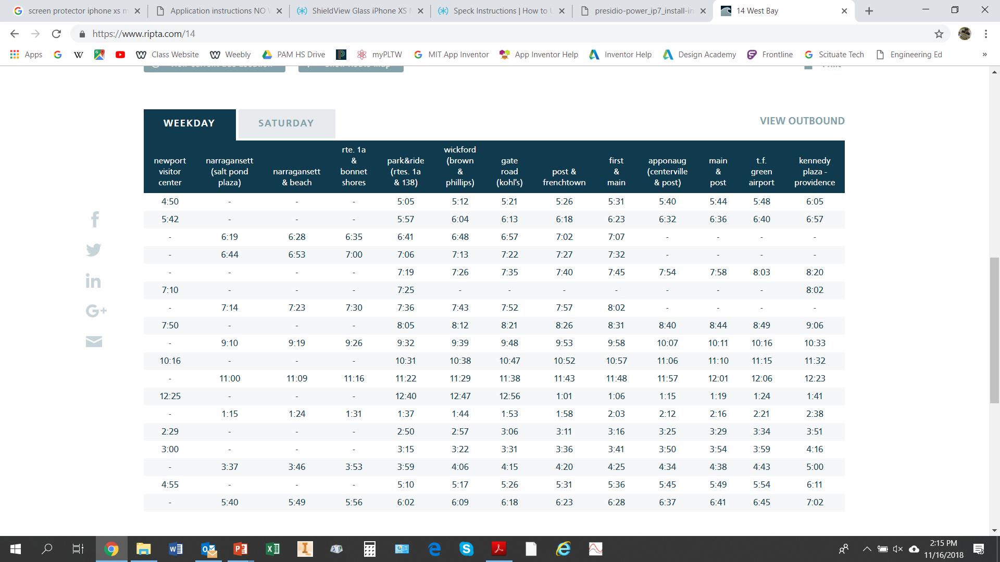 screen protector iphone xs m
Application instructions NO V
ShieldView Glass iPhone XS M
Speck Instructions | How to U
presidio-power_ip7_install-in
14 West Bay
https://www.ripta.com/14
Apps
Class Website
Weebly
PAM HS Drive
myPLTW
MIT App Inventor
App Inventor Help
Inventor Help
Design Academy
Frontline
Scituate Tech
Engineering Ed
WEEKDAY
SATURDAY
VIEW OUTBOUND
newport visitor center
narragansett (salt pond plaza)
narragansett & beach
rte. 1a & bonnet shores
park&ride (rtes. 1a & 138)
wickford (brown & phillips)
gate road (kohl's)
post & frenchtown
first & main
apponaug (centerville & post)
main & post
t.f. green airport
kennedy plaza - providence
4:50 - - - 5:05 5:12 5:21 5:26 5:31 5:40 5:44 5:48 6:05
5:42 - - - 5:57 6:04 6:13 6:18 6:23 6:32 6:36 6:40 6:57
- 6:19 6:28 6:35 6:41 6:48 6:57 7:02 7:07 - - - -
- 6:44 6:53 7:00 7:06 7:13 7:22 7:27 7:32 - - - -
- - - - 7:19 7:26 7:35 7:40 7:45 7:54 7:58 8:03 8:20
7:10 - - - 7:25 - - - - - - - 8:02
- 7:14 7:23 7:30 7:36 7:43 7:52 7:57 8:02 - - - -
7:50 - - - 8:05 8:12 8:21 8:26 8:31 8:40 8:44 8:49 9:06
- 9:10 9:19 9:26 9:32 9:39 9:48 9:53 9:58 10:07 10:11 10:16 10:33
10:16 - - - 10:31 10:38 10:47 10:52 10:57 11:06 11:10 11:15 11:32
- 11:00 11:09 11:16 11:22 11:29 11:38 11:43 11:48 11:57 12:01 12:06 12:23
12:25 - - - 12:40 12:47 12:56 1:01 1:06 1:15 1:19 1:24 1:41
- 1:15 1:24 1:31 1:37 1:44 1:53 1:58 2:03 2:12 2:16 2:21 2:38
2:29 - - - 2:50 2:57 3:06 3:11 3:16 3:25 3:29 3:34 3:51
3:00 - - - 3:15 3:22 3:31 3:36 3:41 3:50 3:54 3:59 4:16
- 3:37 3:46 3:53 3:59 4:06 4:15 4:20 4:25 4:34 4:38 4:43 5:00
4:55 - - - 5:10 5:17 5:26 5:31 5:36 5:45 5:49 5:54 6:11
- 5:40 5:49 5:56 6:02 6:09 6:18 6:23 6:28 6:37 6:41 6:45 7:02
2:15 PM
11/16/2018